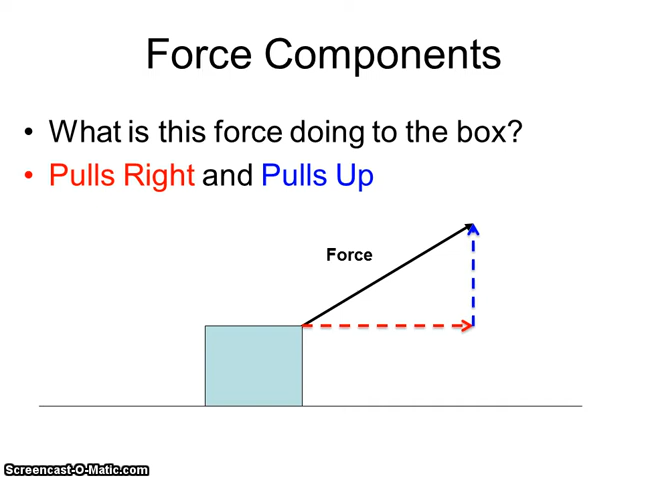 Force Components
• What is this force doing to the box?
• Pulls Right and Pulls Up
Force
Screencast-O-Matic.com